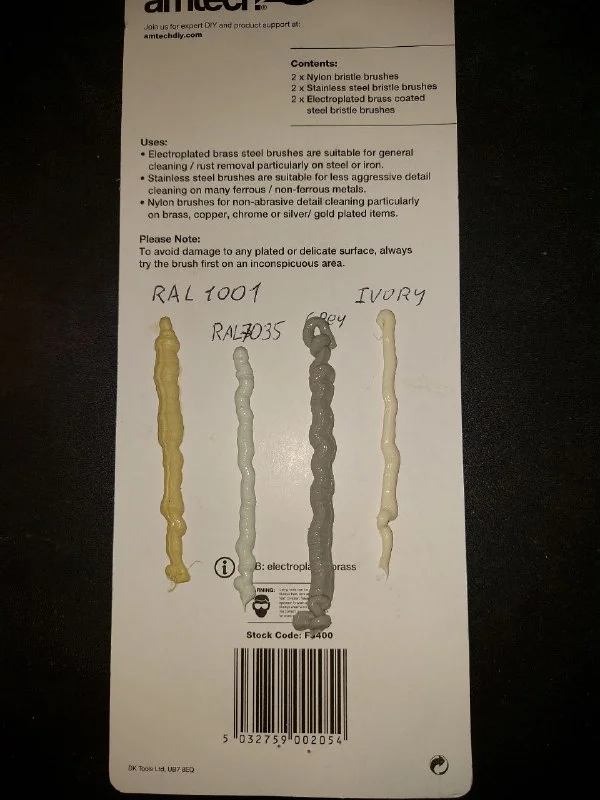 amtech®
Join us for expert DIY and product support at:
amtechdiy.com
Contents:
2 x Nylon bristle brushes
2 x Stainless steel bristle brushes
2 x Electroplated brass coated
steel bristle brushes
Uses:
• Electroplated brass steel brushes are suitable for general
cleaning / rust removal particularly on steel or iron.
• Stainless steel brushes are suitable for less aggressive detail
cleaning on many ferrous / non-ferrous metals.
• Nylon brushes for non-abrasive detail cleaning particularly
on brass, copper, chrome or silver/ gold plated items.
Please Note:
To avoid damage to any plated or delicate surface, always
try the brush first on an inconspicuous area.
RAL 1001
RAL7035
Grey
IVORY
B: electropla brass
Stock Code: F3400
5 032759 002054
DK Tools Ltd, UB7 8EQ